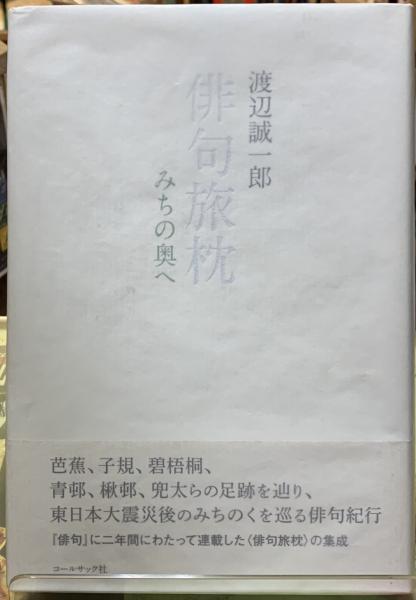 渡辺誠一郎
俳句旅枕
みちの奥へ
芭蕉、子規、碧梧桐、
青邨、楸邨、兜太らの足跡を辿り、
東日本大震災後のみちのくを巡る俳句紀行
『俳句』に二年間にわたって連載した〈俳句旅枕〉の集成
コールサック社